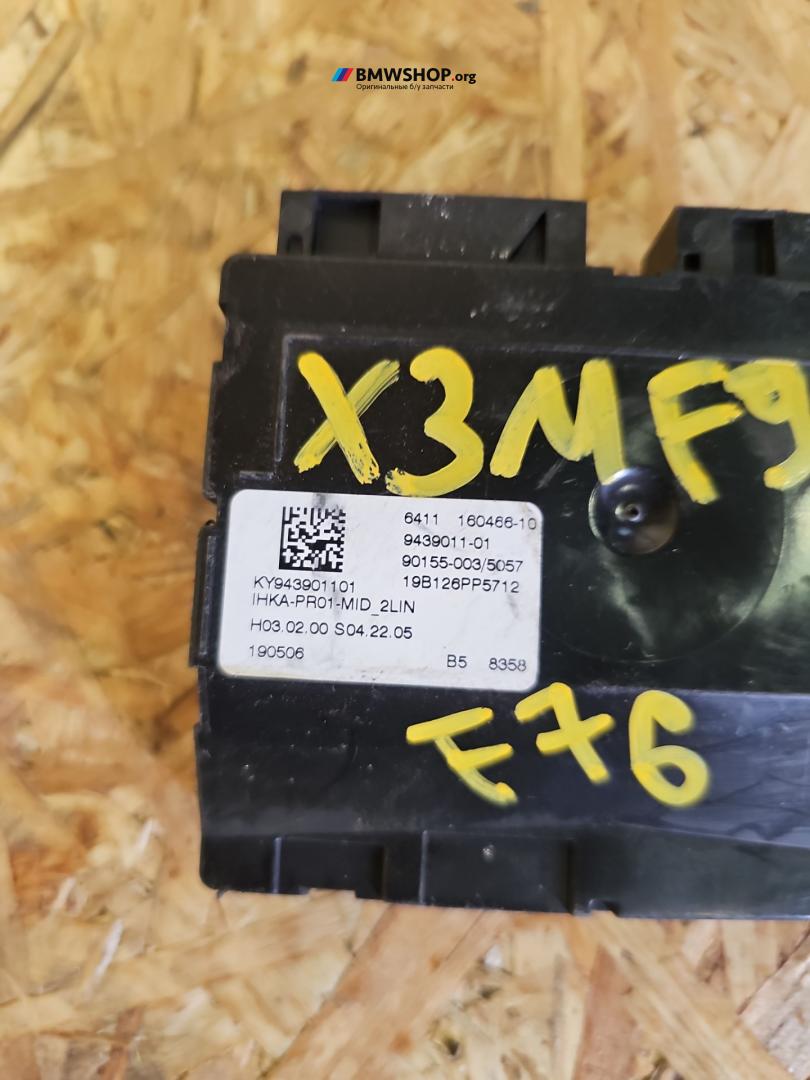 BMWSHOP.org
Оригинальные б/у запчасти
X3MF9
6411 160466-10
9439011-01
90155-003/5057
KY943901101 19B126PP5712
IHKA-PR01-MID_2LIN
H03.02.00 S04.22.05
190506 B5 8358
F76